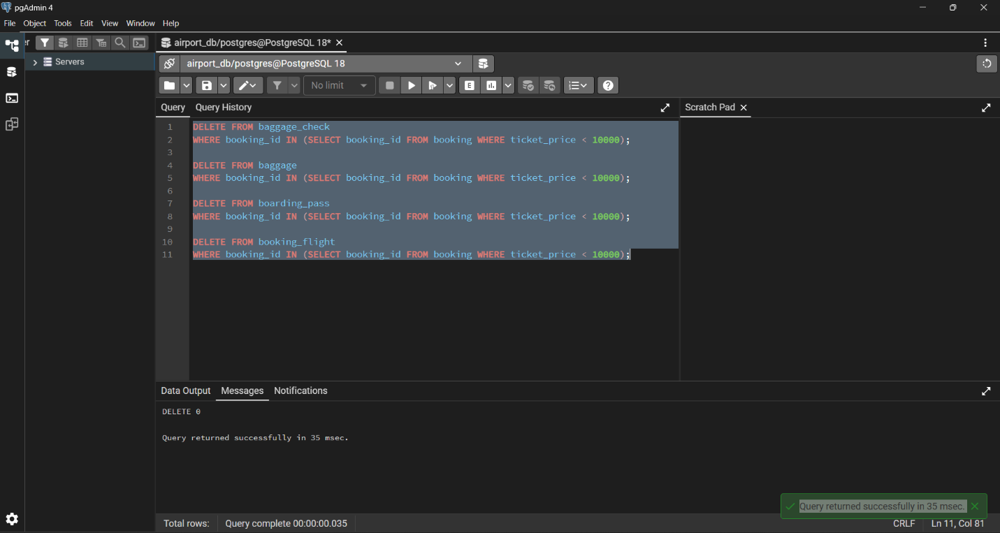 pgAdmin 4
File Object Tools Edit View Window Help
er
airport_db/postgres@PostgreSQL 18*
Servers
airport_db/postgres@PostgreSQL 18
No limit
E
Query Query History
Scratch Pad
1 DELETE FROM baggage_check
2 WHERE booking_id IN (SELECT booking_id FROM booking WHERE ticket_price < 10000);
3
4 DELETE FROM baggage
5 WHERE booking_id IN (SELECT booking_id FROM booking WHERE ticket_price < 10000);
6
7 DELETE FROM boarding_pass
8 WHERE booking_id IN (SELECT booking_id FROM booking WHERE ticket_price < 10000);
9
10 DELETE FROM booking_flight
11 WHERE booking_id IN (SELECT booking_id FROM booking WHERE ticket_price < 10000);
Data Output Messages Notifications
DELETE 0
Query returned successfully in 35 msec.
Query returned successfully in 35 msec.
Total rows: Query complete 00:00:00.035
CRLF Ln 11, Col 81